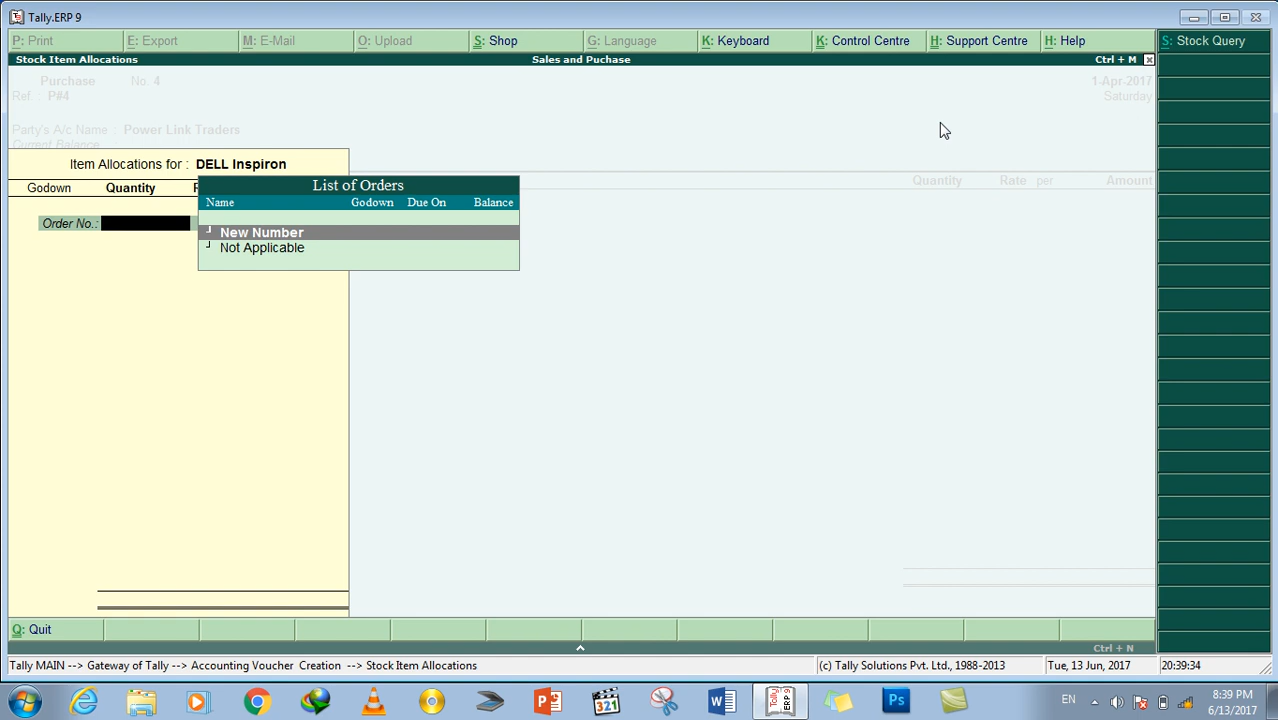 Tally.ERP 9
P: Print E: Export M: E-Mail O: Upload S: Shop G: Language K: Keyboard K: Control Centre H: Support Centre H: Help S: Stock Query
Stock Item Allocations Sales and Puchase Ctrl + M
Purchase No. 4 1-Apr-2017
Ref. : P#4 Saturday
Party's A/c Name : Power Link Traders
Current Balance
Item Allocations for : DELL Inspiron
Quantity Rate per Amount
Godown Quantity
List of Orders
Name Godown Due On Balance
Order No.:
New Number
Not Applicable
Q: Quit
Ctrl + N
Tally MAIN --> Gateway of Tally --> Accounting Voucher Creation --> Stock Item Allocations (c) Tally Solutions Pvt. Ltd., 1988-2013 Tue, 13 Jun, 2017 20:39:34
321 W Tally ERP 9 Ps EN 8:39 PM
6/13/2017